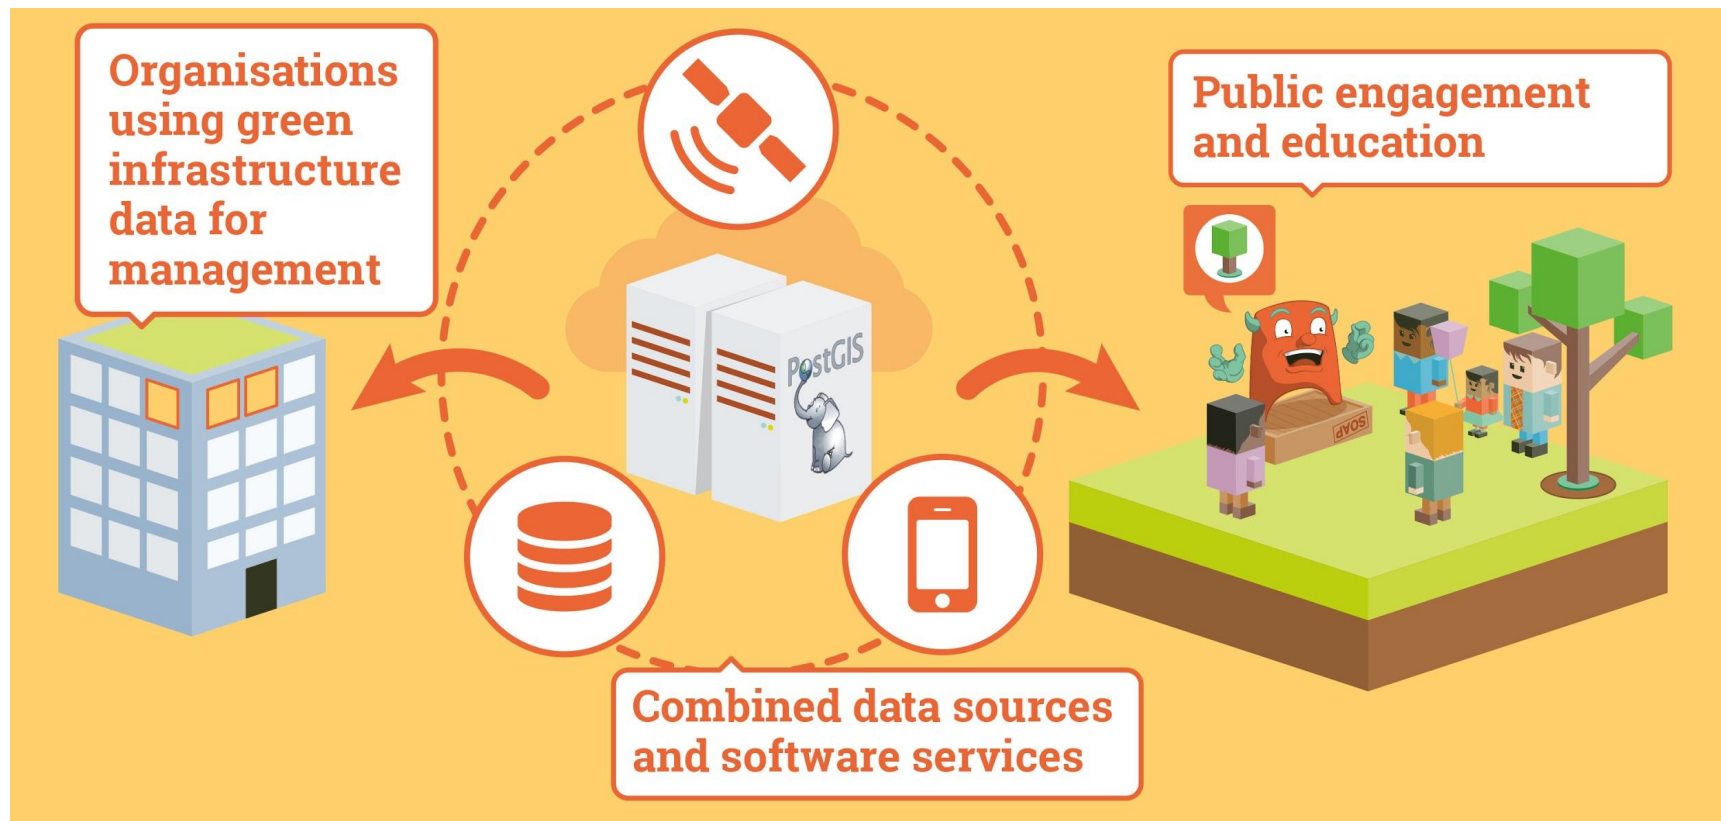 Organisations
using green
infrastructure
data for
management
Public engagement
and education
PostGIS
SOAP
Combined data sources
and software services